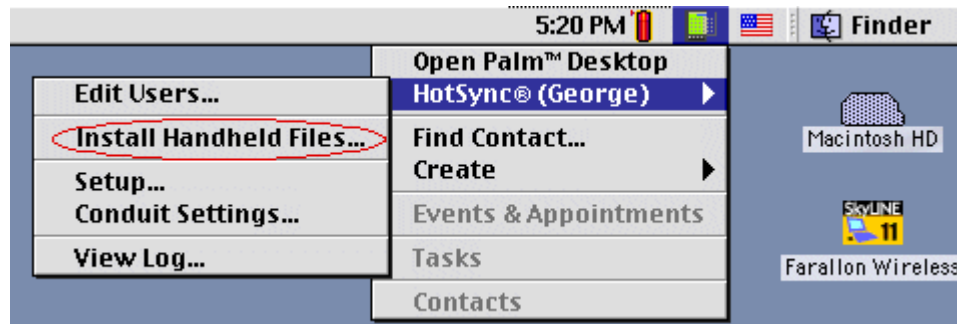 5:20 PM
Finder
Open Palm™ Desktop
HotSync® (George)
Find Contact...
Create
Events & Appointments
Tasks
Contacts
Edit Users...
Install Handheld Files...
Setup...
Conduit Settings...
View Log...
Macintosh HD
SkyLINE
11
Farallon Wireless